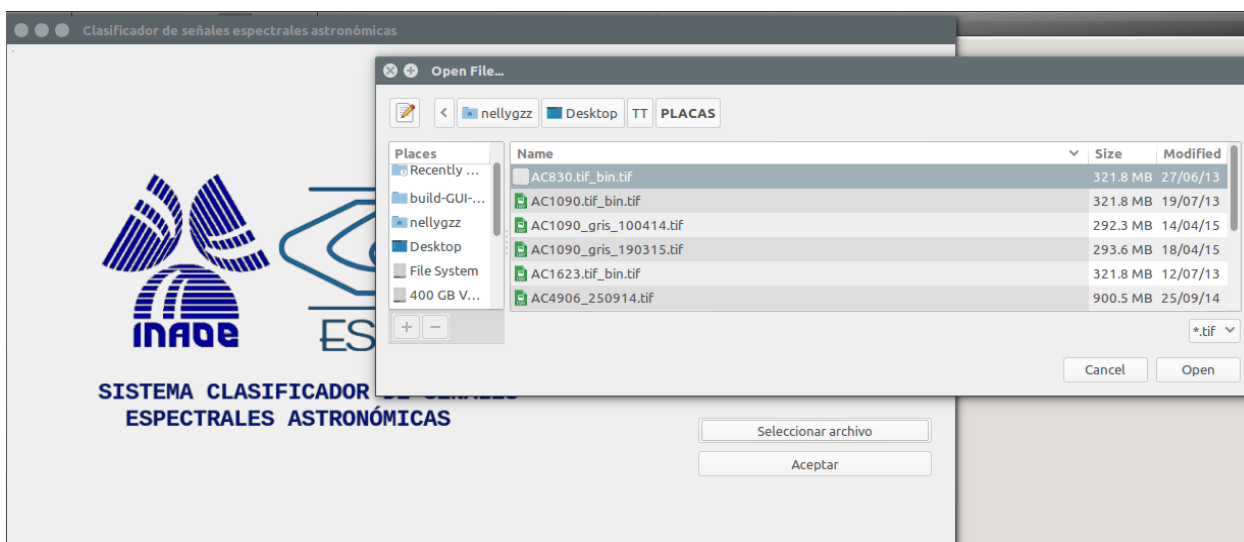 Clasificador de señales espectrales astronómicas
Open File...
nellygzz Desktop TT PLACAS
Places Name Size Modified
Recently ...
build-GUI-...
nellygzz
Desktop
File System
400 GB V...
AC830.tif_bin.tif 321.8 MB 27/06/13
AC1090.tif_bin.tif 321.8 MB 19/07/13
AC1090_gris_100414.tif 292.3 MB 14/04/15
AC1090_gris_190315.tif 293.6 MB 18/04/15
AC1623.tif_bin.tif 321.8 MB 12/07/13
AC4906_250914.tif 900.5 MB 25/09/14
*.tif
Cancel Open
INAOE
ES
SISTEMA CLASIFICADOR
ESPECTRALES ASTRONÓMICAS
Seleccionar archivo
Aceptar